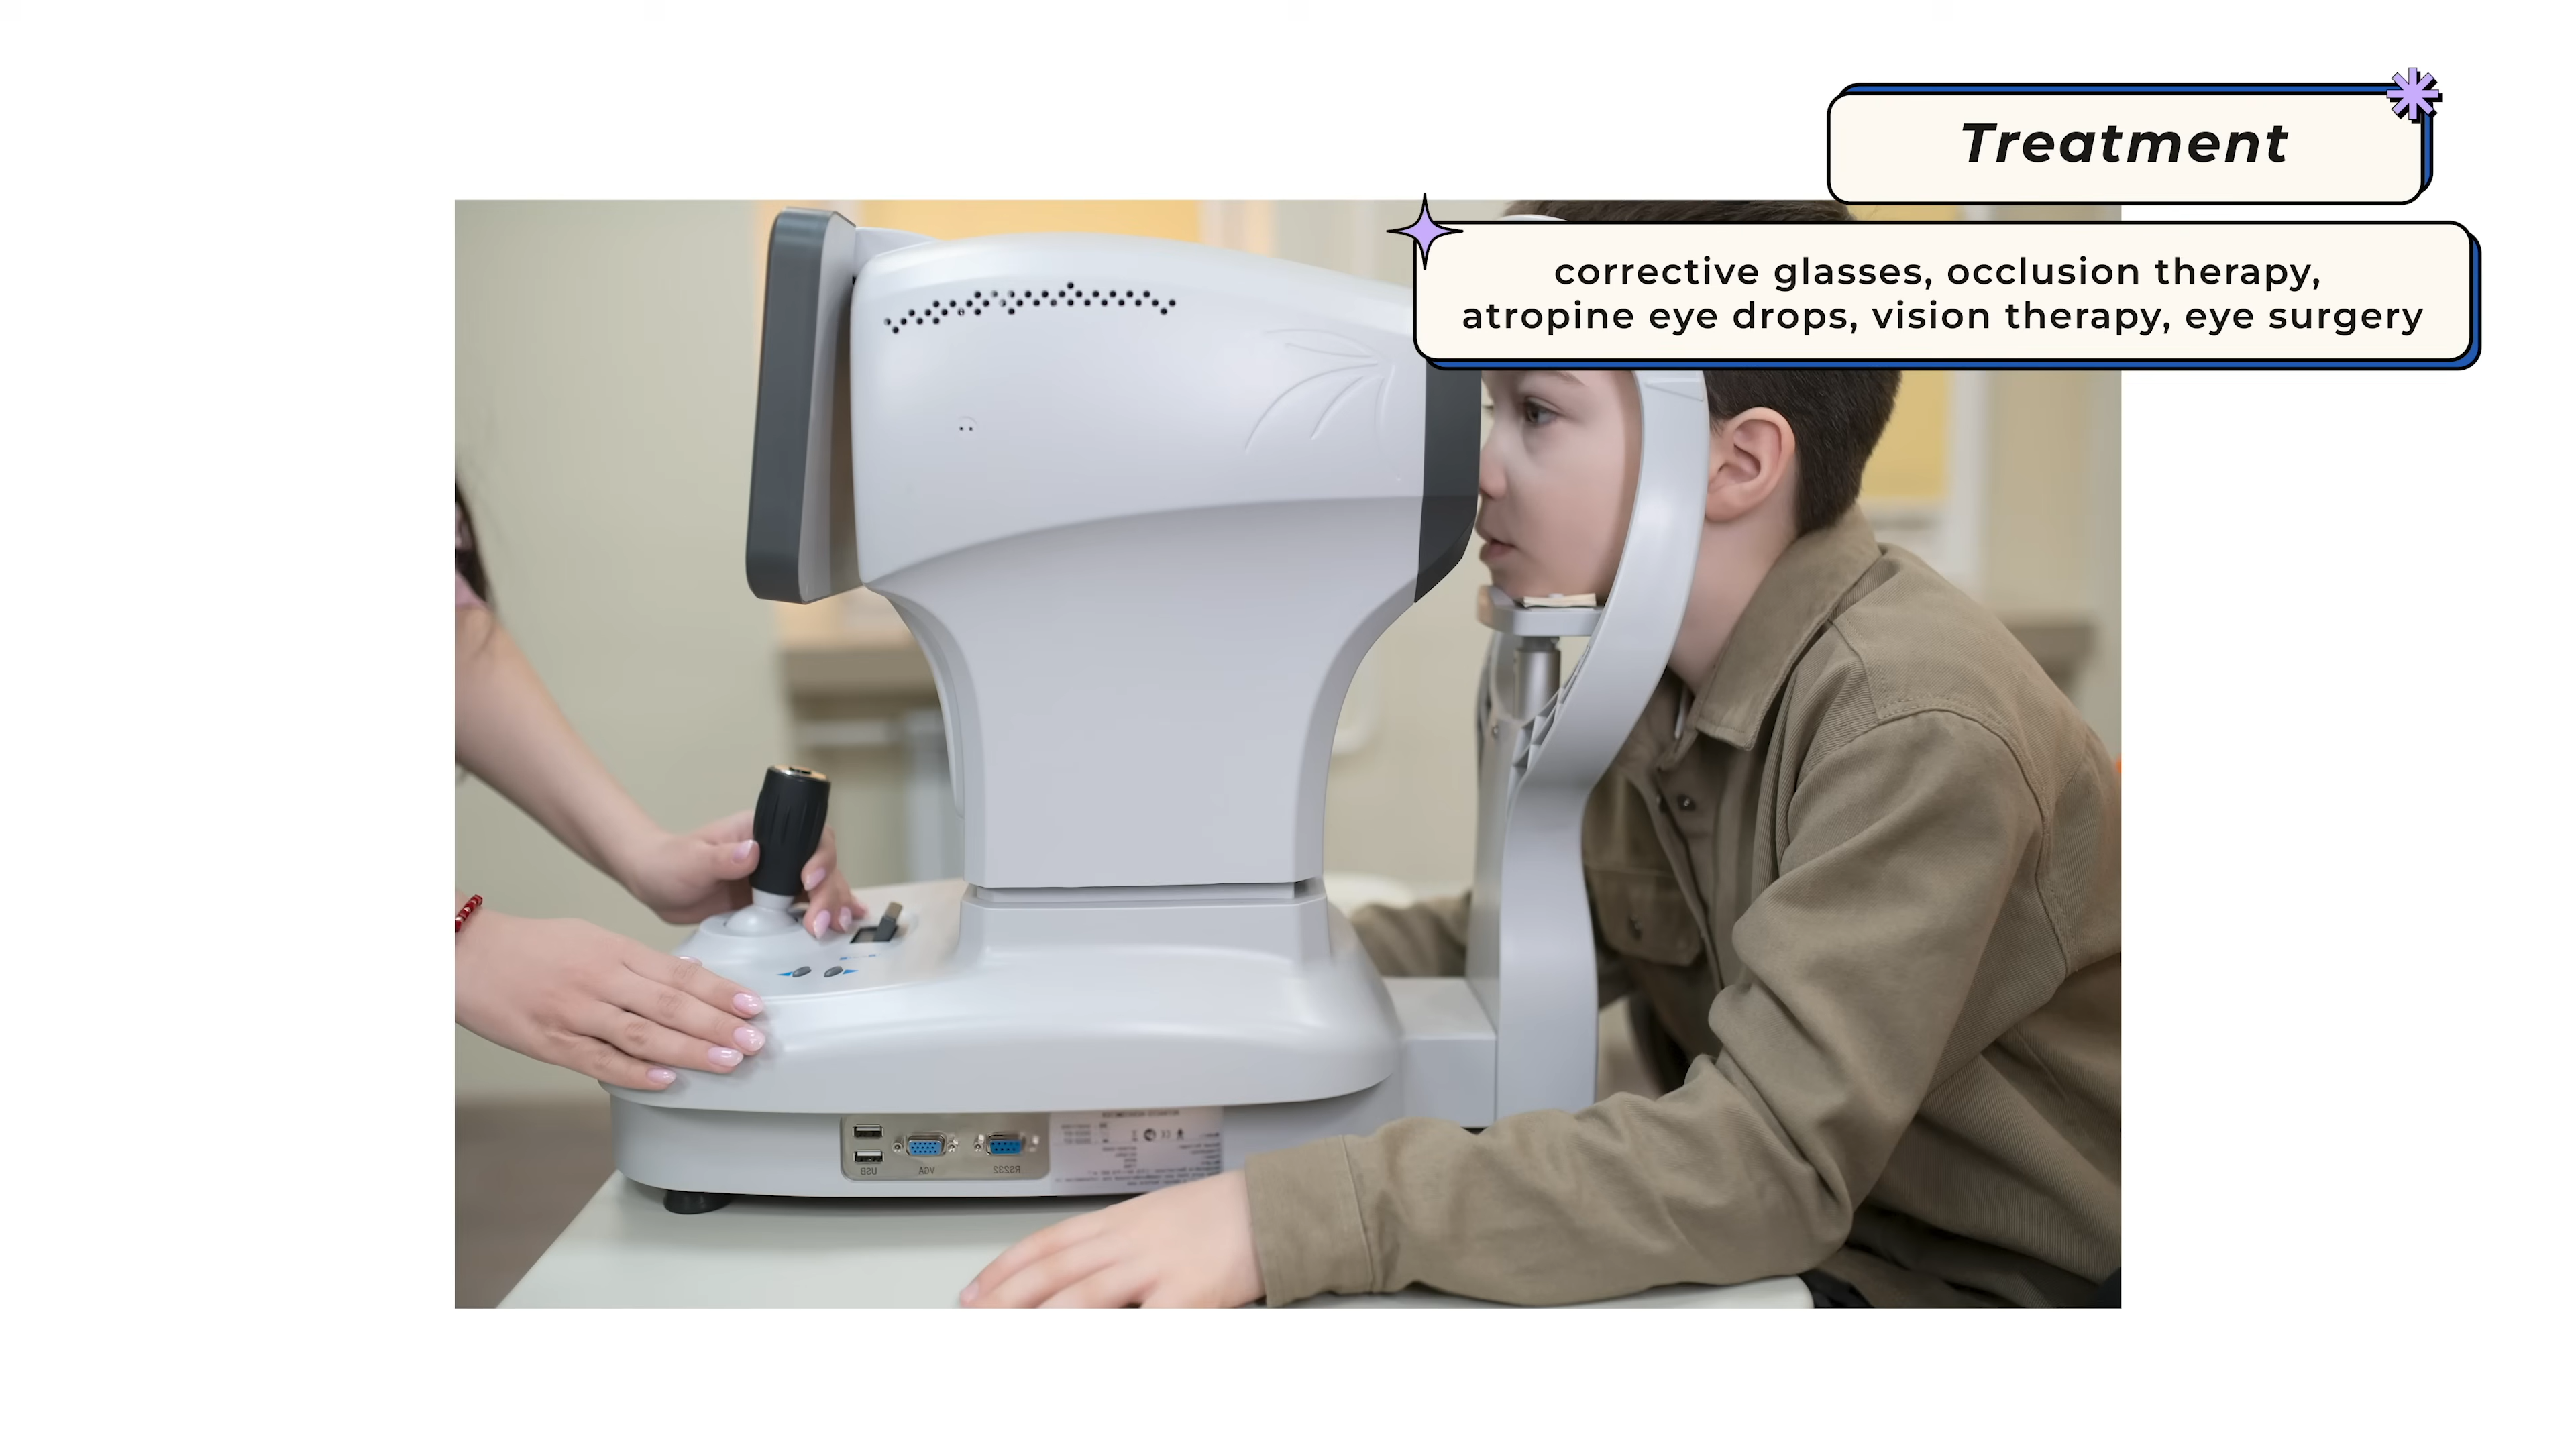 Treatment
corrective glasses, occlusion therapy,
atropine eye drops, vision therapy, eye surgery
USB
VGA
RS232